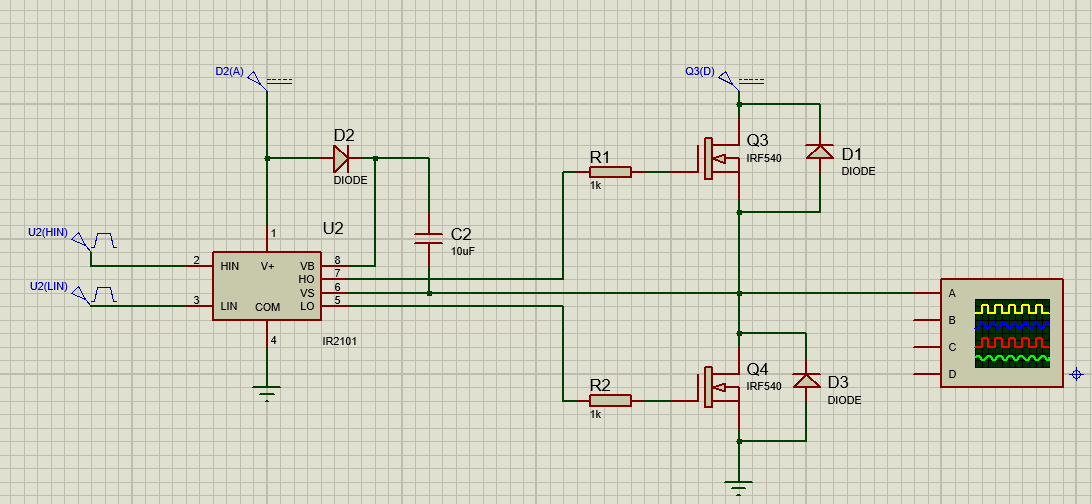 D2(A)
Q3(D)
D2
DIODE
Q3
IRF540
D1
DIODE
R1
1k
U2
1
U2(HIN)
2
HIN
V+
VB
8
HO
7
VS
6
U2(LIN)
3
LIN
COM
LO
5
4
IR2101
C2
10uF
A
B
C
D
Q4
IRF540
D3
DIODE
R2
1k